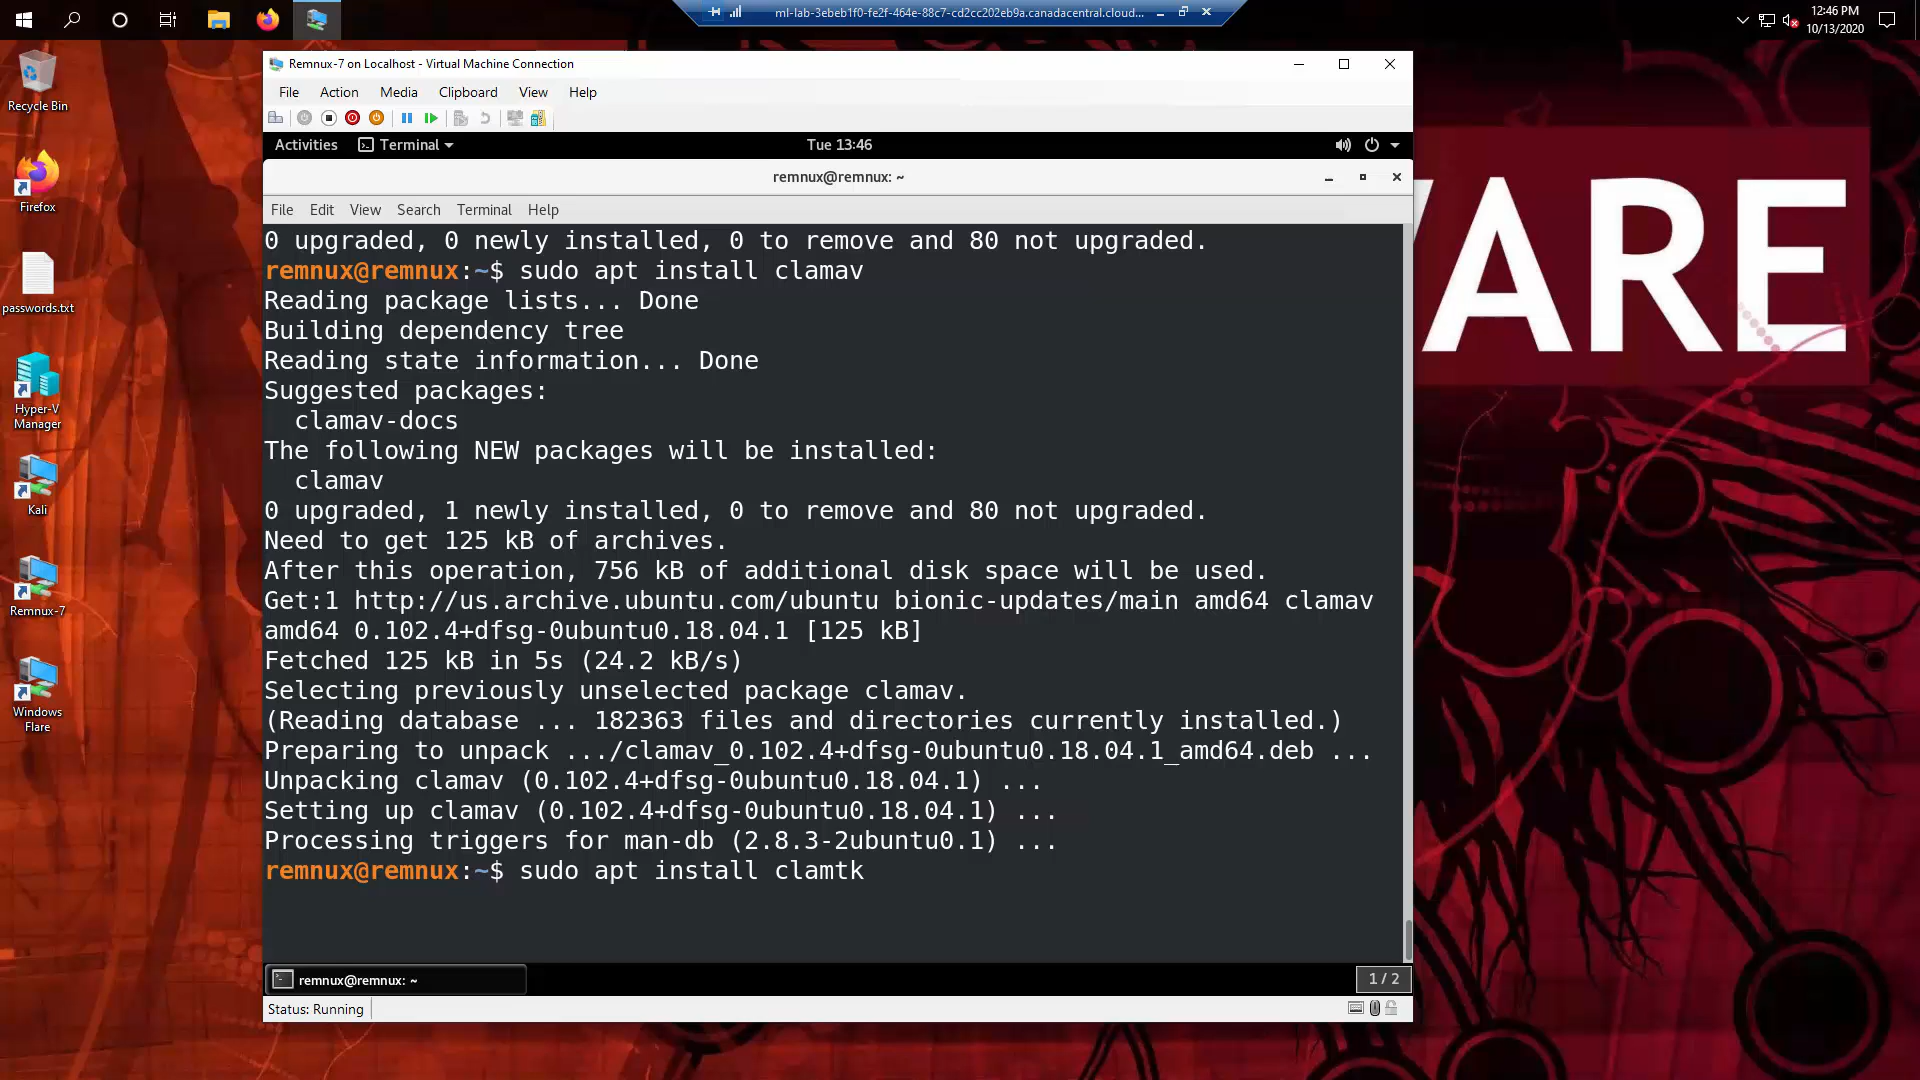 ml-lab-3ebeb1f0-fe2f-464e-88c7-cd2cc202eb9a.canadacentral.cloud...
12:46 PM
10/13/2020
Recycle Bin
Firefox
passwords.txt
Hyper-V
Manager
Kali
Remnux-7
Windows
Flare
Remnux-7 on Localhost - Virtual Machine Connection
File Action Media Clipboard View Help
Activities Terminal Tue 13:46
remnux@remnux: ~
File Edit View Search Terminal Help
0 upgraded, 0 newly installed, 0 to remove and 80 not upgraded.
remnux@remnux:~$ sudo apt install clamav
Reading package lists... Done
Building dependency tree
Reading state information... Done
Suggested packages:
  clamav-docs
The following NEW packages will be installed:
  clamav
0 upgraded, 1 newly installed, 0 to remove and 80 not upgraded.
Need to get 125 kB of archives.
After this operation, 756 kB of additional disk space will be used.
Get:1 http://us.archive.ubuntu.com/ubuntu bionic-updates/main amd64 clamav
amd64 0.102.4+dfsg-0ubuntu0.18.04.1 [125 kB]
Fetched 125 kB in 5s (24.2 kB/s)
Selecting previously unselected package clamav.
(Reading database ... 182363 files and directories currently installed.)
Preparing to unpack .../clamav_0.102.4+dfsg-0ubuntu0.18.04.1_amd64.deb ...
Unpacking clamav (0.102.4+dfsg-0ubuntu0.18.04.1) ...
Setting up clamav (0.102.4+dfsg-0ubuntu0.18.04.1) ...
Processing triggers for man-db (2.8.3-2ubuntu0.1) ...
remnux@remnux:~$ sudo apt install clamtk
remnux@remnux: ~
1 / 2
Status: Running
ARE